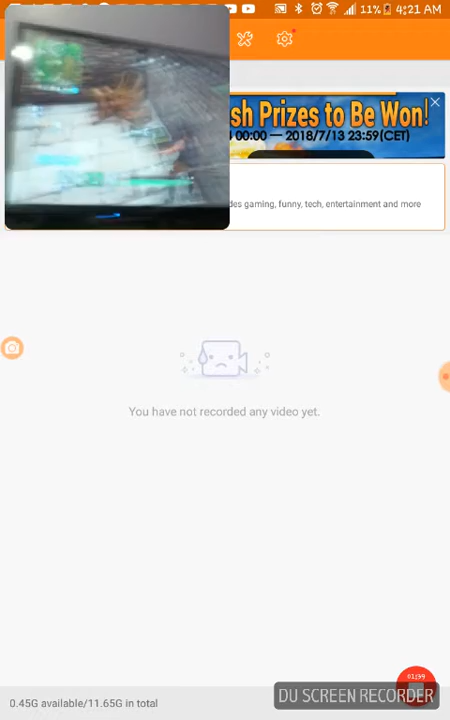 11% 4:21 AM
sh Prizes to Be Won!
00:00 — 2018/7/13 23:59(CET)
des gaming, funny, tech, entertainment and more
You have not recorded any video yet.
01:39
DU SCREEN RECORDER
0.45G available/11.65G in total